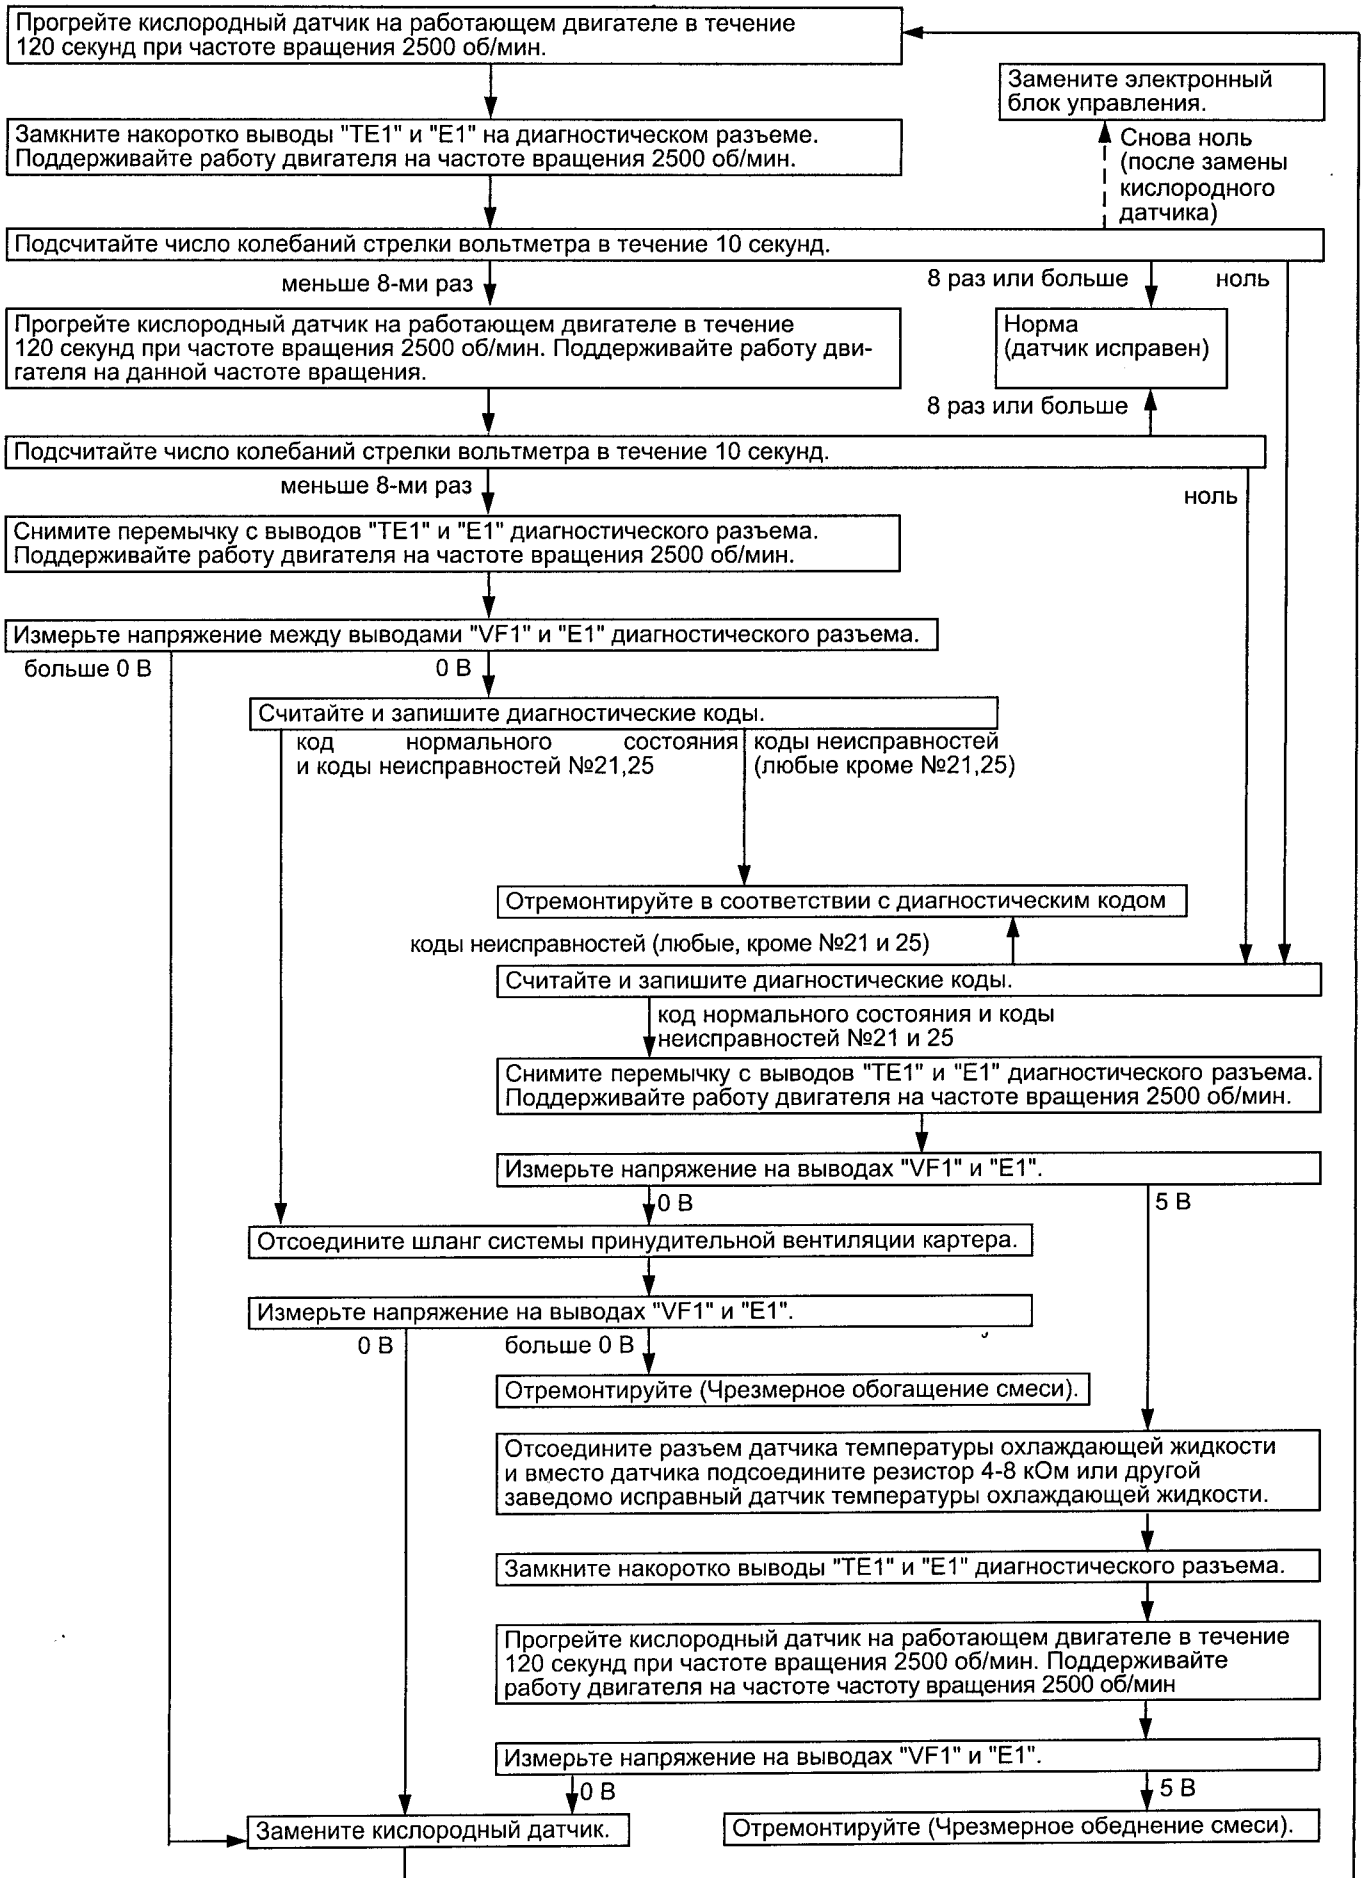 Прогрейте кислородный датчик на работающем двигателе в течение
120 секунд при частоте вращения 2500 об/мин.
Замените электронный
блок управления.
Замкните накоротко выводы "TE1" и "E1" на диагностическом разъеме.
Поддерживайте работу двигателя на частоте вращения 2500 об/мин.
Снова ноль
(после замены
кислородного
датчика)
Подсчитайте число колебаний стрелки вольтметра в течение 10 секунд.
меньше 8-ми раз
8 раз или больше
ноль
Прогрейте кислородный датчик на работающем двигателе в течение
120 секунд при частоте вращения 2500 об/мин. Поддерживайте работу дви-
гателя на данной частоте вращения.
Норма
(датчик исправен)
8 раз или больше
Подсчитайте число колебаний стрелки вольтметра в течение 10 секунд.
меньше 8-ми раз
ноль
Снимите перемычку с выводов "TE1" и "E1" диагностического разъема.
Поддерживайте работу двигателя на частоте вращения 2500 об/мин.
Измерьте напряжение между выводами "VF1" и "E1" диагностического разъема.
больше 0 В
0 В
Считайте и запишите диагностические коды.
код нормального состояния
и коды неисправностей №21,25
коды неисправностей
(любые кроме №21,25)
Отремонтируйте в соответствии с диагностическим кодом
коды неисправностей (любые, кроме №21 и 25)
Считайте и запишите диагностические коды.
код нормального состояния и коды
неисправностей №21 и 25
Снимите перемычку с выводов "TE1" и "E1" диагностического разъема.
Поддерживайте работу двигателя на частоте вращения 2500 об/мин.
Измерьте напряжение на выводах "VF1" и "E1".
0 В
5 В
Отсоедините шланг системы принудительной вентиляции картера.
Измерьте напряжение на выводах "VF1" и "E1".
0 В
больше 0 В
Отремонтируйте (Чрезмерное обогащение смеси).
Отсоедините разъем датчика температуры охлаждающей жидкости
и вместо датчика подсоедините резистор 4-8 кОм или другой
заведомо исправный датчик температуры охлаждающей жидкости.
Замкните накоротко выводы "TE1" и "E1" диагностического разъема.
Прогрейте кислородный датчик на работающем двигателе в течение
120 секунд при частоте вращения 2500 об/мин. Поддерживайте
работу двигателя на частоте частоту вращения 2500 об/мин
Измерьте напряжение на выводах "VF1" и "E1".
0 В
5 В
Замените кислородный датчик.
Отремонтируйте (Чрезмерное обеднение смеси).